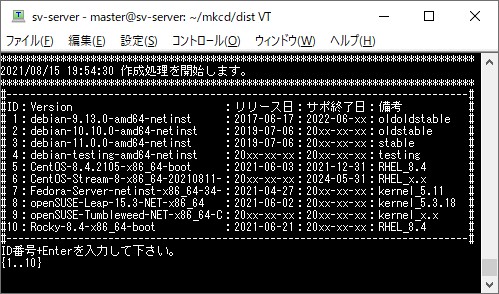 sv-server - master@sv-server: ~/mkcd/dist VT
ファイル(F) 編集(E) 設定(S) コントロール(O) ウィンドウ(W) ヘルプ(H)
********************************************************************************
2021/08/15 19:54:30 作成処理を開始します。
********************************************************************************
#------------------------------------------------------------------------------#
#ID：Version ：リリース日：サポ終了日：備考 #
# 1：debian-9.13.0-amd64-netinst ：2017-06-17：2022-06-xx：oldoldstable #
# 2：debian-10.10.0-amd64-netinst ：2019-07-06：20xx-xx-xx：oldstable #
# 3：debian-11.0.0-amd64-netinst ：2019-07-06：20xx-xx-xx：stable #
# 4：debian-testing-amd64-netinst ：20xx-xx-xx：20xx-xx-xx：testing #
# 5：CentOS-8.4.2105-x86_64-boot ：2021-06-03：2021-12-31：RHEL_8.4 #
# 6：CentOS-Stream-8-x86_64-20210811-：20xx-xx-xx：2024-05-31：RHEL_x.x #
# 7：Fedora-Server-netinst-x86_64-34-：2021-04-27：20xx-xx-xx：kernel_5.11 #
# 8：openSUSE-Leap-15.3-NET-x86_64 ：2021-06-02：20xx-xx-xx：kernel_5.3.18 #
# 9：openSUSE-Tumbleweed-NET-x86_64-C：20xx-xx-xx：20xx-xx-xx：kernel_x.x #
#10：Rocky-8.4-x86_64-boot ：2021-06-21：20xx-xx-xx：RHEL_8.4 #
#------------------------------------------------------------------------------#
ID番号+Enterを入力して下さい。
{1..10}